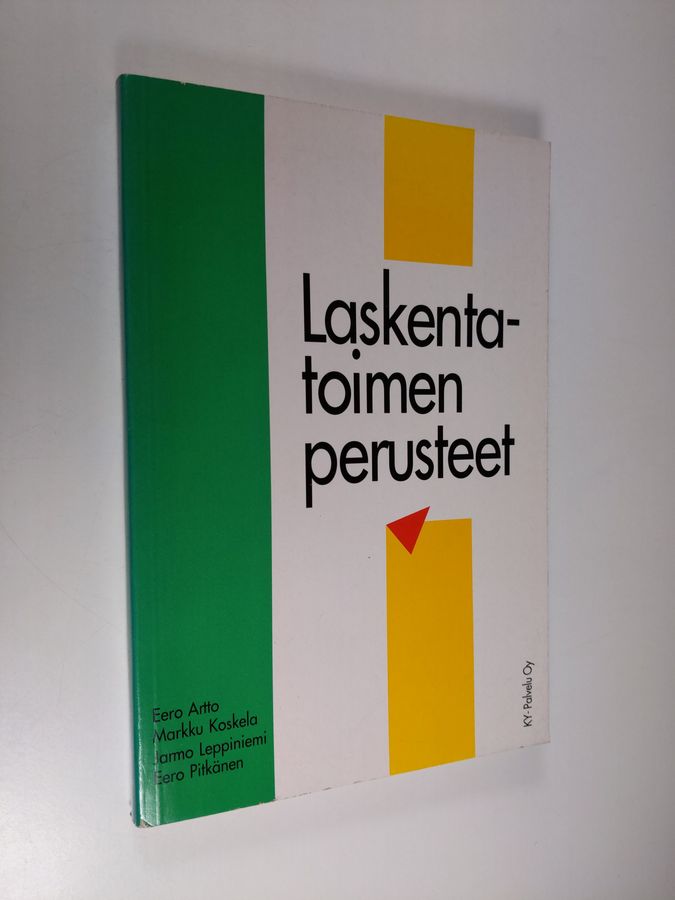 Laskenta-
toimen
perusteet
Eero Artto
Markku Koskela
Jarmo Leppiniemi
Eero Pitkänen
KY-Palvelu Oy